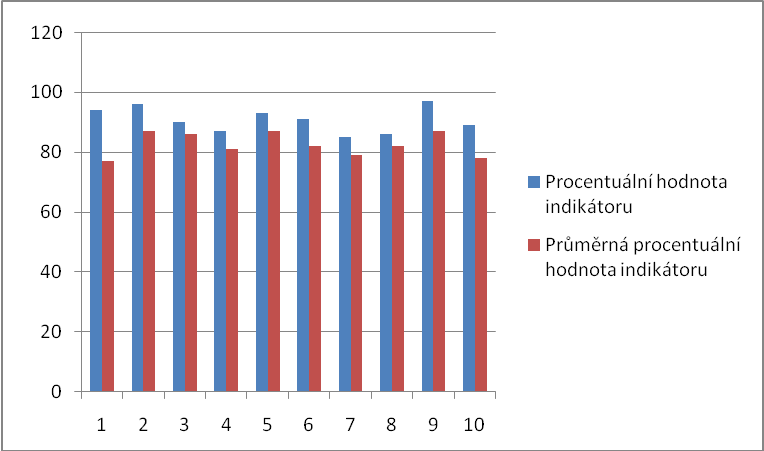 120
100
80
60
40
20
0
1 2 3 4 5 6 7 8 9 10
Procentuální hodnota
indikátoru
Průměrná procentuální
hodnota indikátoru